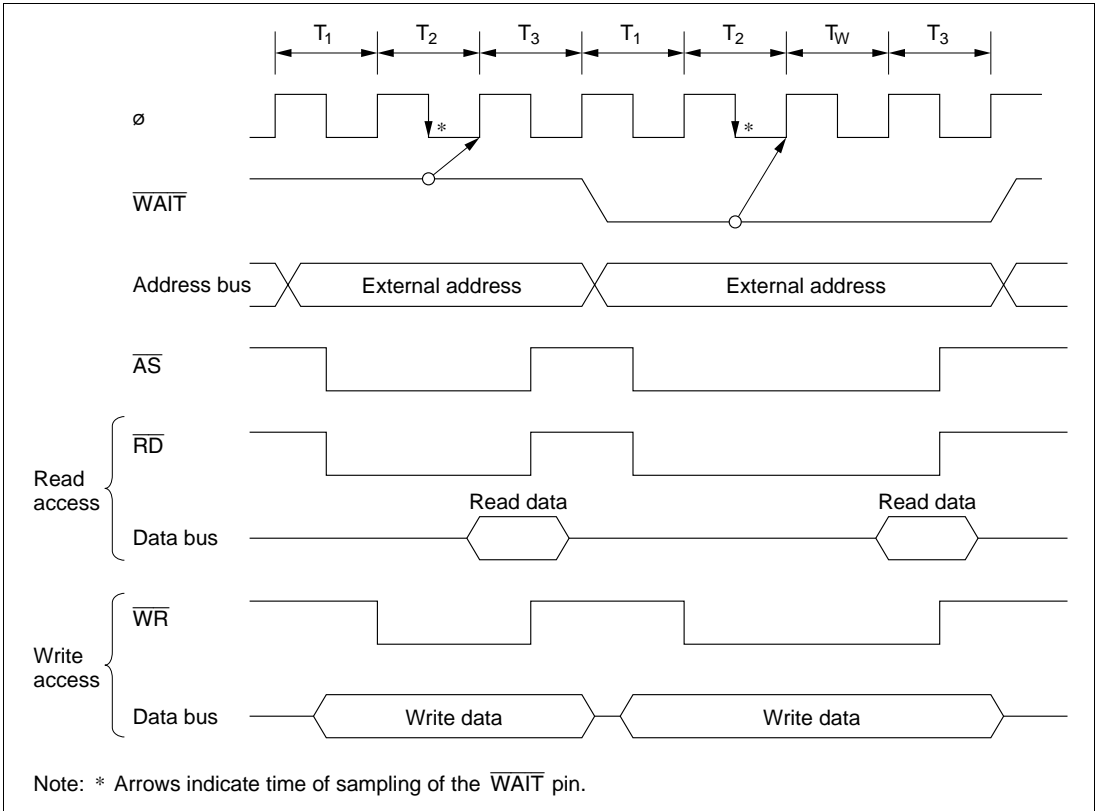 T1 T2 T3 T1 T2 TW T3
ø * *
WAIT
Address bus External address External address
AS
Read access
RD
Read data Read data
Data bus
Write access
WR
Data bus Write data Write data
Note: * Arrows indicate time of sampling of the WAIT pin.